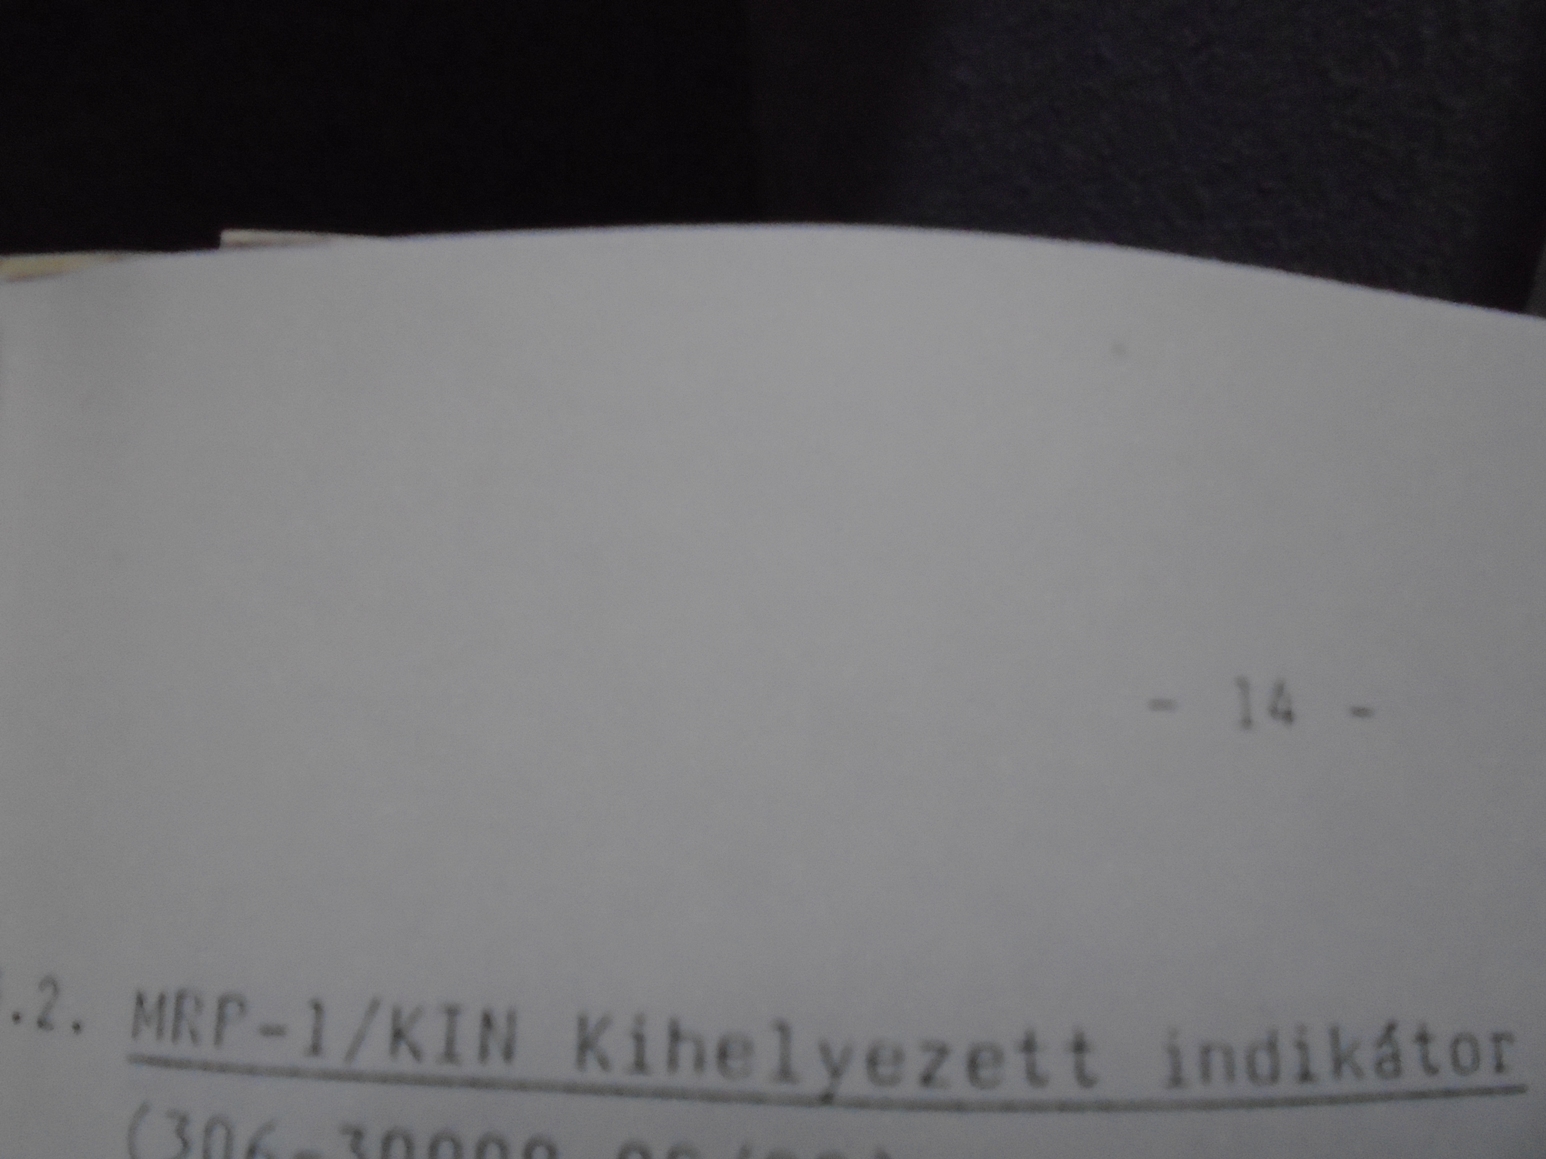 - 14 -
.2. MRP-1/KIN Kihelyezett indikátor